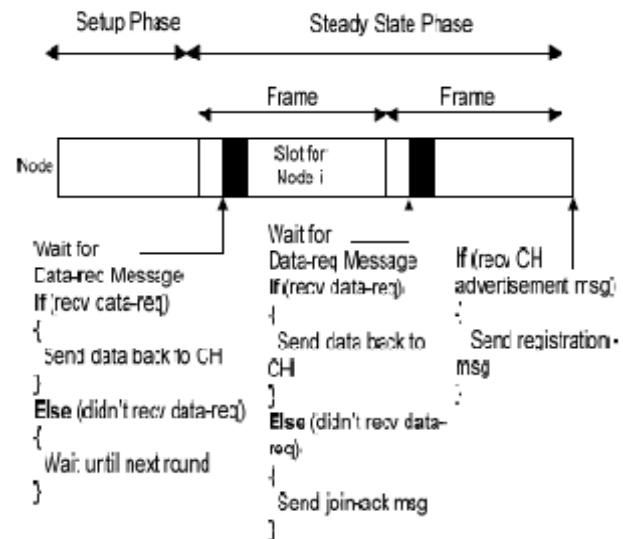 Setup Phase
Steady State Phase
Frame
Frame
Node
Slot for
Node i
Wait for
Data-req Message
If (recv data-req)
{
Send data back to CH
}
Else (didn't recv data-req)
{
Wait until next round
}
Wait for
Data-req Message
If (recv data-req)
{
Send data back to
CH
}
Else (didn't recv data-
req)
{
Send join-ack msg
}
If (recv CH
advertisement msg)
{
Send registration-
msg
}